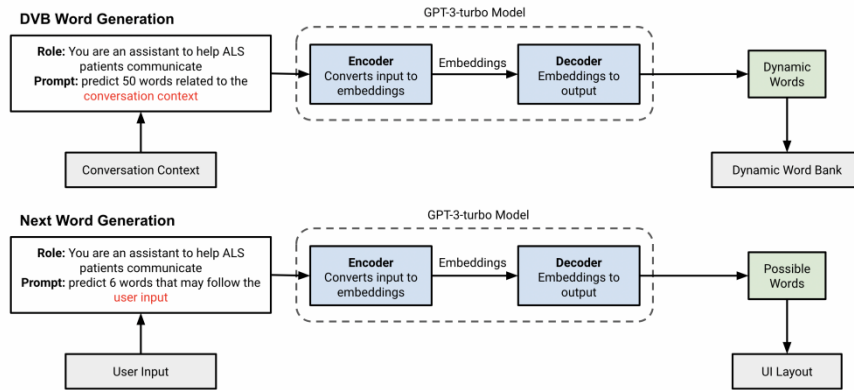 DVB Word Generation
GPT-3-turbo Model
Role: You are an assistant to help ALS
patients communicate
Prompt: predict 50 words related to the
conversation context
Encoder
Converts input to
embeddings
Embeddings
Decoder
Embeddings to
output
Dynamic
Words
Conversation Context
Dynamic Word Bank
Next Word Generation
GPT-3-turbo Model
Role: You are an assistant to help ALS
patients communicate
Prompt: predict 6 words that may follow the
user input
Encoder
Converts input to
embeddings
Embeddings
Decoder
Embeddings to
output
Possible
Words
User Input
UI Layout